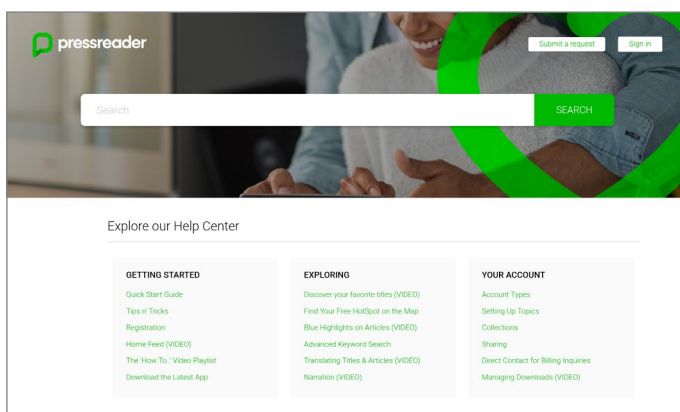 pressreader
Submit a request
Sign in
Search
SEARCH
Explore our Help Center
GETTING STARTED
Quick Start Guide
Tips n' Tricks
Registration
Home Feed (VIDEO)
The 'How To..' Video Playlist
Download the Latest App
EXPLORING
Discover your favorite titles (VIDEO)
Find Your Free HotSpot on the Map
Blue Highlights on Articles (VIDEO)
Advanced Keyword Search
Translating Titles & Articles (VIDEO)
Narration (VIDEO)
YOUR ACCOUNT
Account Types
Setting Up Topics
Collections
Sharing
Direct Contact for Billing Inquiries
Managing Downloads (VIDEO)